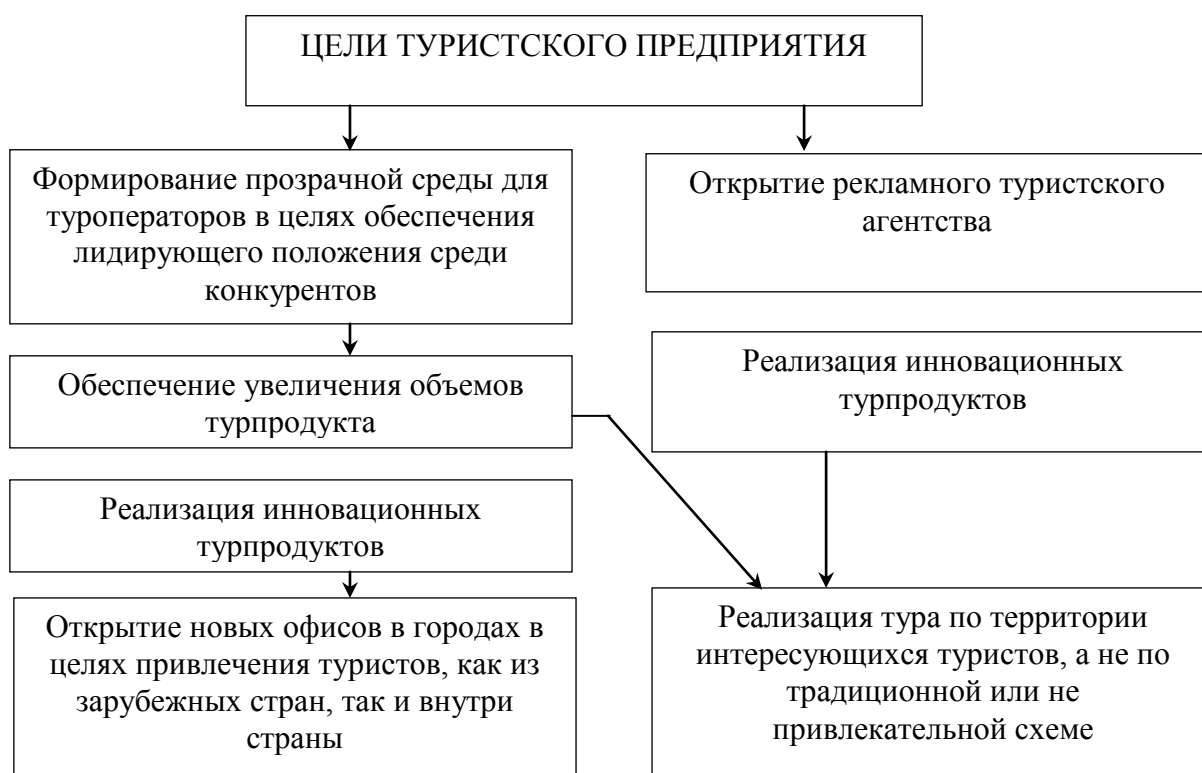 ЦЕЛИ ТУРИСТСКОГО ПРЕДПРИЯТИЯ
Формирование прозрачной среды для
туроператоров в целях обеспечения
лидирующего положения среди
конкурентов
Открытие рекламного туристского
агентства
Обеспечение увеличения объемов
турпродукта
Реализация инновационных
турпродуктов
Реализация инновационных
турпродуктов
Открытие новых офисов в городах в
целях привлечения туристов, как из
зарубежных стран, так и внутри
страны
Реализация тура по территории
интересующихся туристов, а не по
традиционной или не
привлекательной схеме